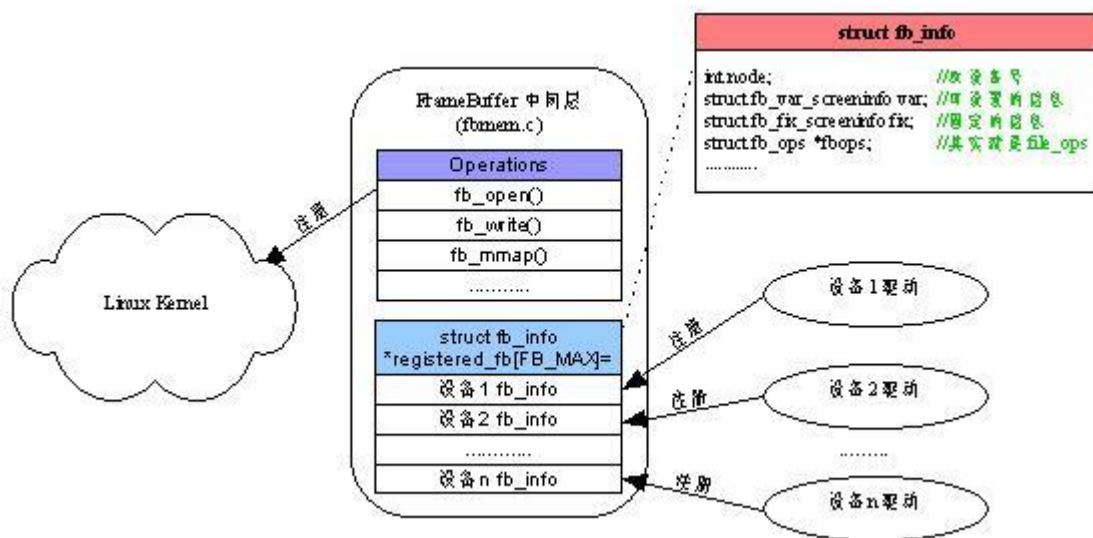 struct fb_info
int node; //次设备号
struct fb_var_screeninfo var; //可设置的信息
struct fb_fix_screeninfo fix; //固定的信息
struct fb_ops *fbops; //其实就是file_ops
............
FrameBuffer 中间层
(fbmem.c)
Operations
fb_open()
fb_write()
fb_mmap()
............
struct fb_info
*registered_fb[FB_MAX]=
设备1 fb_info
设备2 fb_info
............
设备n fb_info
注册
Linux Kernel
注册
设备1驱动
注册
设备2驱动
.........
注册
设备n驱动